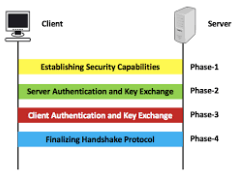 Client Server
Establishing Security Capabilities Phase-1
Server Authentication and Key Exchange Phase-2
Client Authentication and Key Exchange Phase-3
Finalizing Handshake Protocol Phase-4